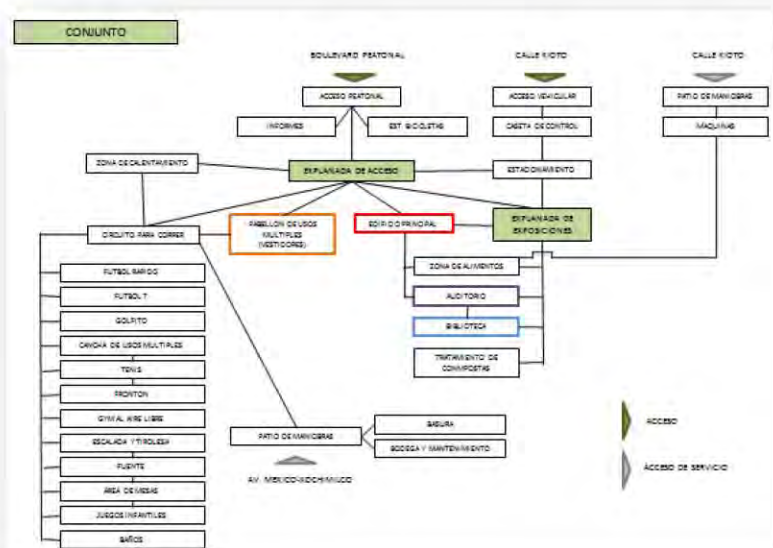 CONJUNTO
BOULEVARD PEATONAL
CALLE KIOTO
CALLE KIOTO
ACCESO PEATONAL
ACCESO VEHICULAR
PATIO DE MANIOBRAS
INFORMES
EST. BICICLETAS
CASETA DE CONTROL
MAQUINAS
ZONA DE CALENTAMIENTO
EXPLANADA DE ACCESO
ESTACIONAMIENTO
CIRCUITO PARA CORRER
PABELLON DE USOS
MULTIPLES
(VESTIDORES)
EDIFICIO PRINCIPAL
EXPLANADA DE
EXPOSICIONES
FUTBOL RAPIDO
FUTBOL 7
GOLFITO
CANCHA DE USOS MULTIPLES
TENIS
FRONTON
GYM AL AIRE LIBRE
ESCALADA Y TIROLESA
FUENTE
ÁREA DE MESAS
JUEGOS INFANTILES
BAÑOS
ZONA DE ALIMENTOS
AUDITORIO
BIBLIOTECA
TRATAMIENTO DE
COMMPOSTAS
PATIO DE MANIOBRAS
BASURA
BODEGA Y MANTENIMIENTO
AV. MEXICO-XOCHIMILCO
ACCESO
ACCESO DE SERVICIO